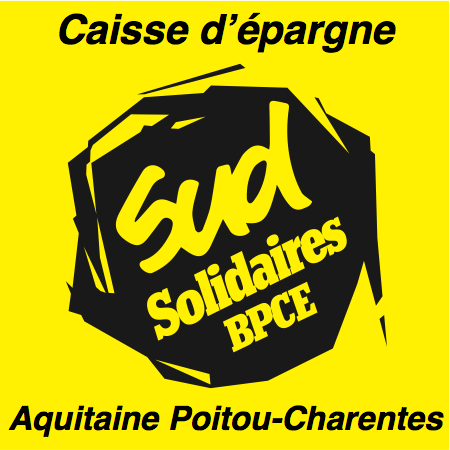 Caisse d’épargne
Sud
Solidaires
BPCE
Aquitaine Poitou-Charentes